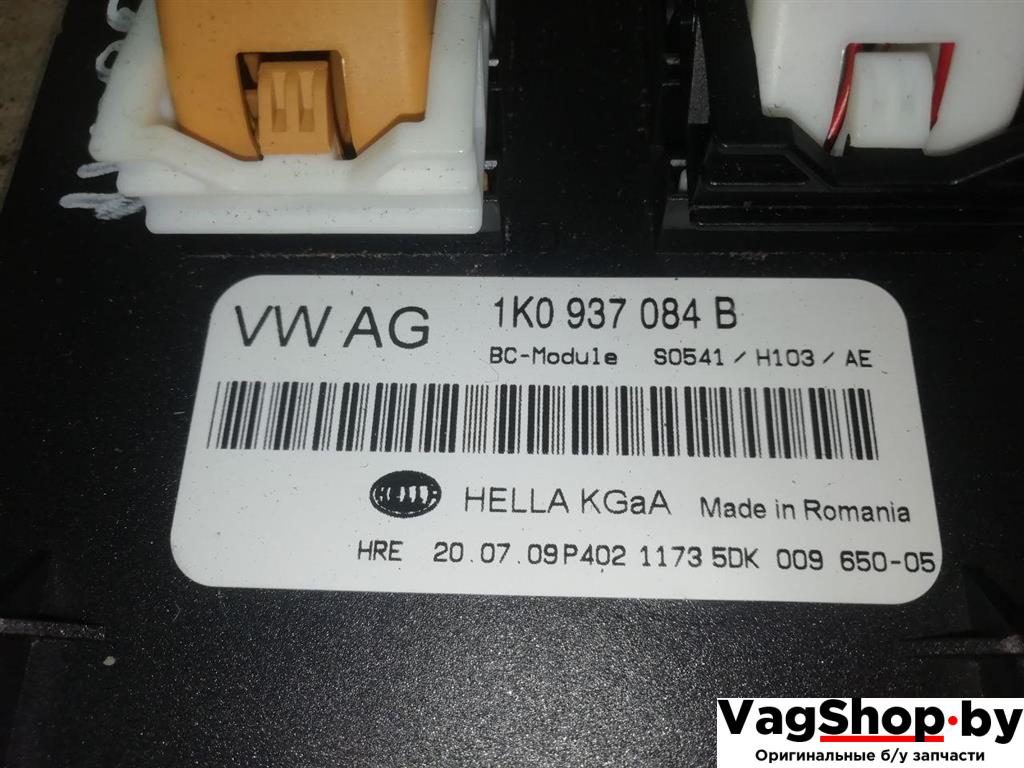 VW AG
1K0 937 084 B
BC-Module S0541 / H103 / AE
HELLA
HELLA KGaA Made in Romania
HRE 20.07.09P402 1173 5DK 009 650-05
VagShop.by
Оригинальные б/у запчасти